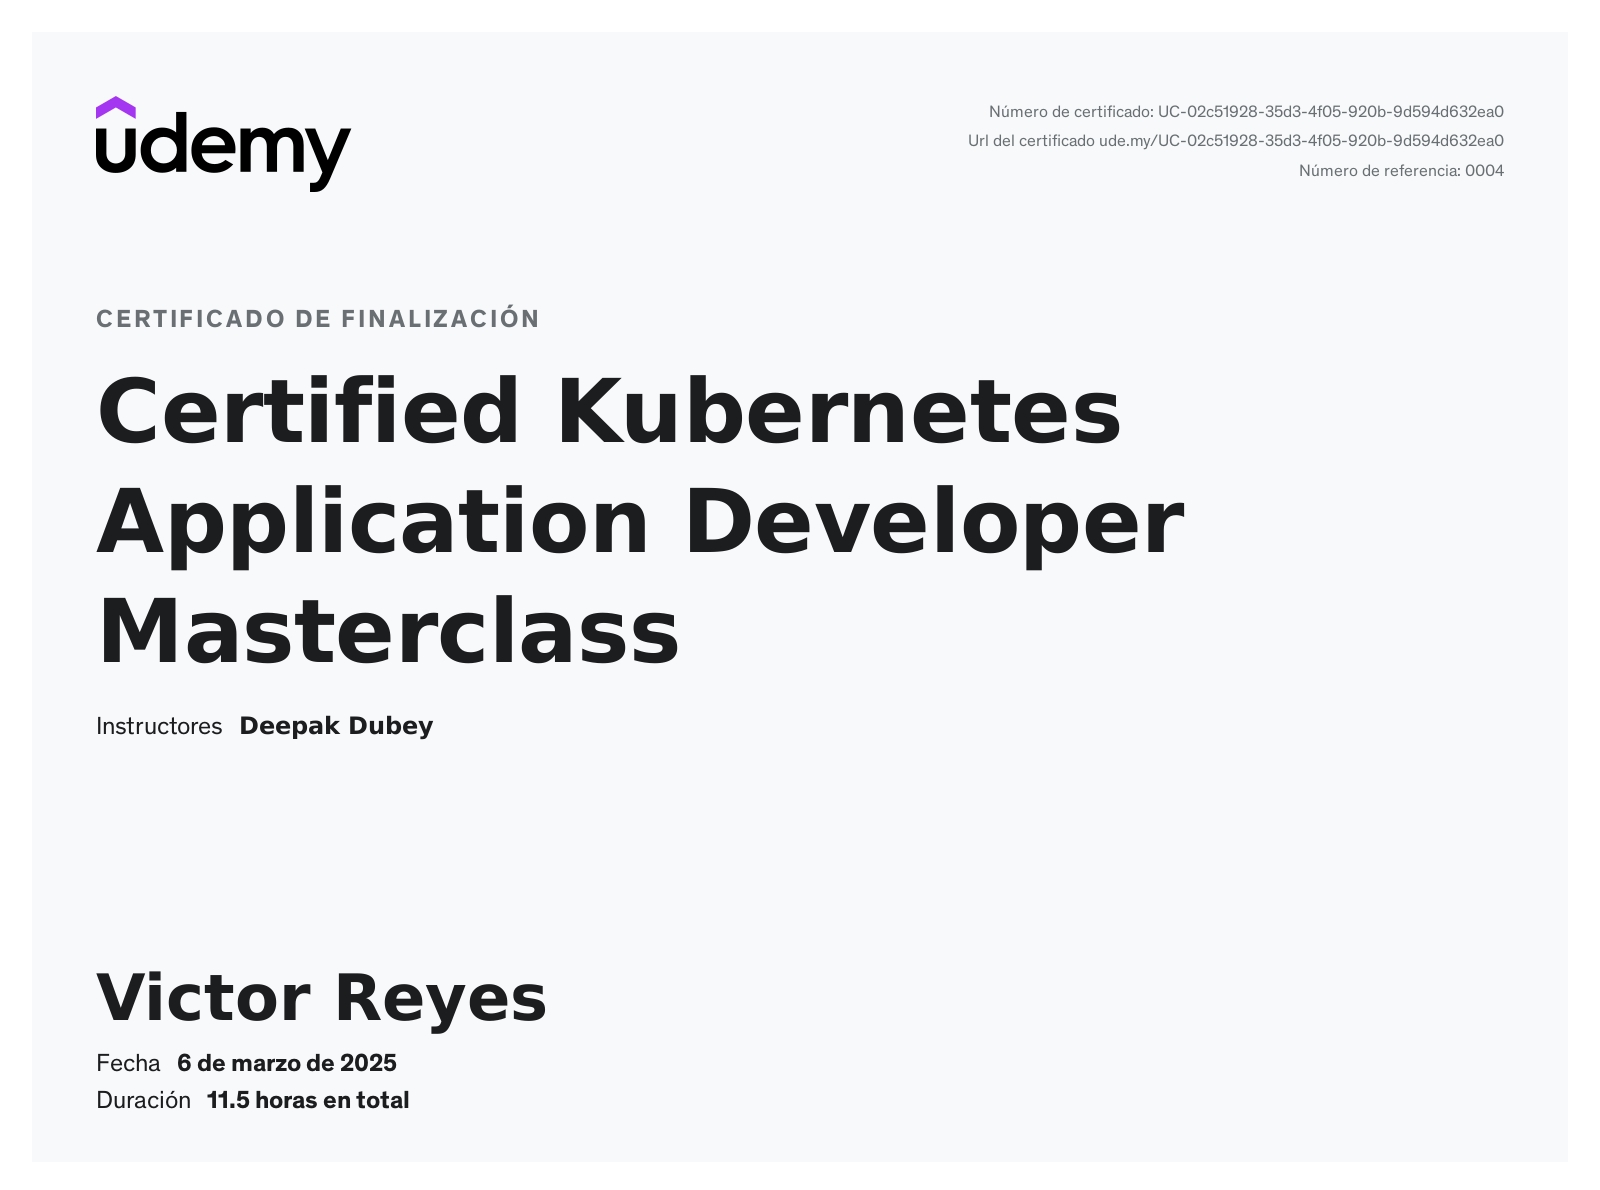 udemy
Número de certificado: UC-02c51928-35d3-4f05-920b-9d594d632ea0
Url del certificado ude.my/UC-02c51928-35d3-4f05-920b-9d594d632ea0
Número de referencia: 0004
CERTIFICADO DE FINALIZACIÓN
Certified Kubernetes
Application Developer
Masterclass
Instructores Deepak Dubey
Victor Reyes
Fecha 6 de marzo de 2025
Duración 11.5 horas en total